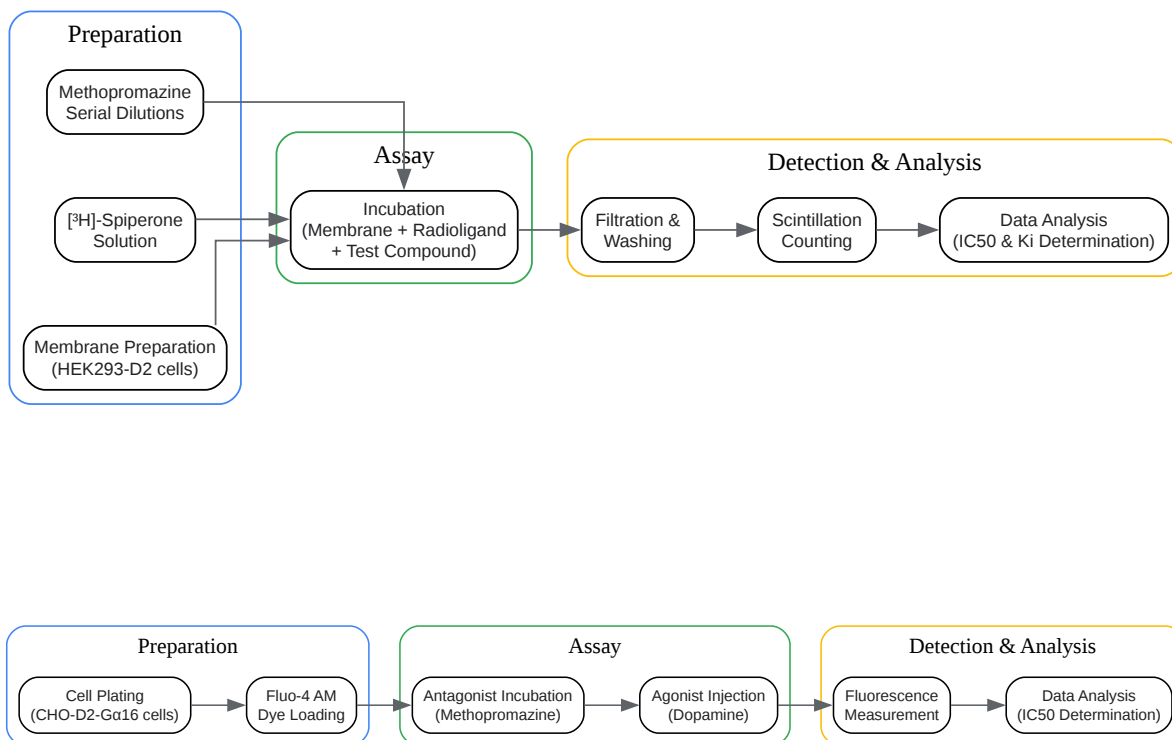 Preparation
Methopromazine
Serial Dilutions
[³H]-Spiperone
Solution
Membrane Preparation
(HEK293-D2 cells)
Assay
Incubation
(Membrane + Radioligand
+ Test Compound)
Detection & Analysis
Filtration &
Washing
Scintillation
Counting
Data Analysis
(IC50 & Ki Determination)
Preparation
Cell Plating
(CHO-D2-Gα16 cells)
Fluo-4 AM
Dye Loading
Assay
Antagonist Incubation
(Methopromazine)
Agonist Injection
(Dopamine)
Detection & Analysis
Fluorescence
Measurement
Data Analysis
(IC50 Determination)